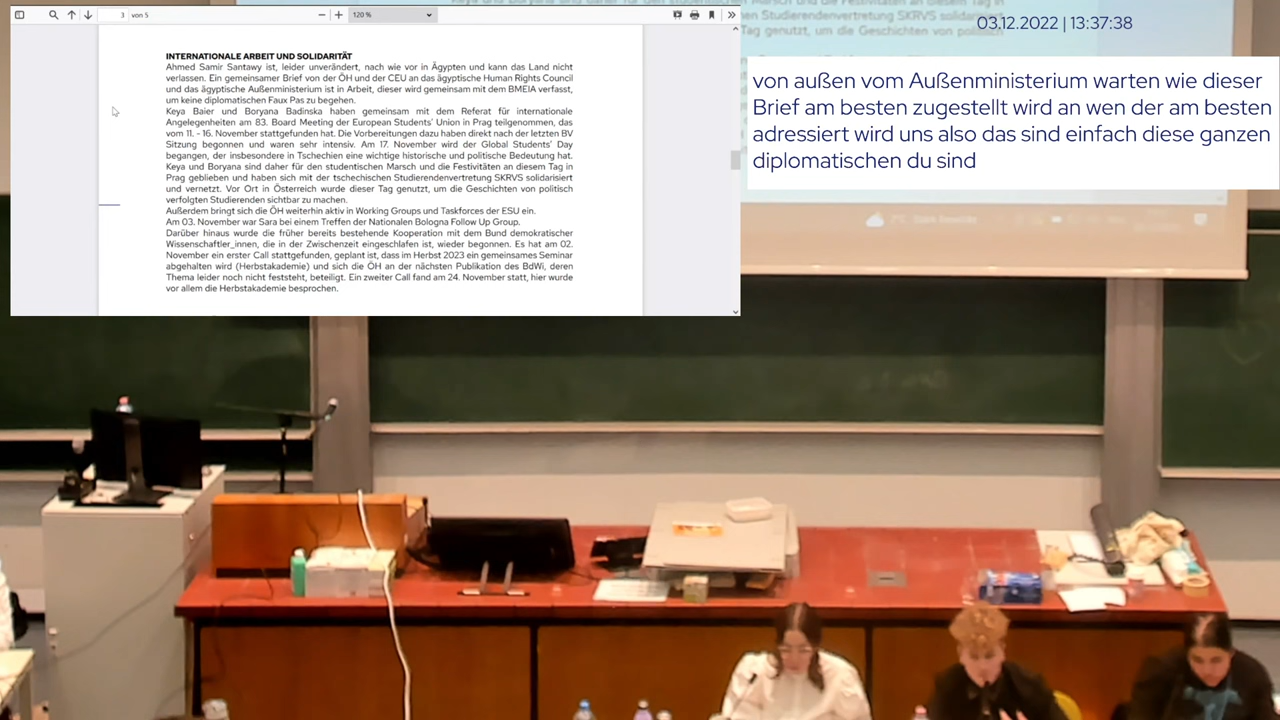 3 von 5
120 %
INTERNATIONALE ARBEIT UND SOLIDARITÄT
Ahmed Samir Santawy ist, leider unverändert, nach wie vor in Ägypten und kann das Land nicht
verlassen. Ein gemeinsamer Brief von der ÖH und der CEU an das ägyptische Human Rights Council
und das ägyptische Außenministerium ist in Arbeit, dieser wird gemeinsam mit dem BMEIA verfasst,
um keine diplomatischen Faux Pas zu begehen.
Keya Baier und Boryana Badinska haben gemeinsam mit dem Referat für internationale
Angelegenheiten am 83. Board Meeting der European Students' Union in Prag teilgenommen, das
vom 11. - 16. November stattgefunden hat. Die Vorbereitungen dazu haben direkt nach der letzten BV
Sitzung begonnen und waren sehr intensiv. Am 17. November wird der Global Students' Day
begangen, der insbesondere in Tschechien eine wichtige historische und politische Bedeutung hat.
Keya und Boryana sind daher für den studentischen Marsch und die Festivitäten an diesem Tag in
Prag geblieben und haben sich mit der tschechischen Studierendenvertretung SKRVS solidarisiert
und vernetzt. Vor Ort in Österreich wurde dieser Tag genutzt, um die Geschichten von politisch
verfolgten Studierenden sichtbar zu machen.
Außerdem bringt sich die ÖH weiterhin aktiv in Working Groups und Taskforces der ESU ein.
Am 03. November war Sara bei einem Treffen der Nationalen Bologna Follow Up Group.
Darüber hinaus wurde die früher bereits bestehende Kooperation mit dem Bund demokratischer
Wissenschaftler_innen, die in der Zwischenzeit eingeschlafen ist, wieder begonnen. Es hat am 02.
November ein erster Call stattgefunden, geplant ist, dass im Herbst 2023 ein gemeinsames Seminar
abgehalten wird (Herbstakademie) und sich die ÖH an der nächsten Publikation des BdWi, deren
Thema leider noch nicht feststeht, beteiligt. Ein zweiter Call fand am 24. November statt, hier wurde
vor allem die Herbstakademie besprochen.
03.12.2022 | 13:37:38
von außen vom Außenministerium warten wie dieser
Brief am besten zugestellt wird an wen der am besten
adressiert wird uns also das sind einfach diese ganzen
diplomatischen du sind
en Studierendenvertretung SKRVS solidaris
Tag genutzt, um die Geschichten von politisch